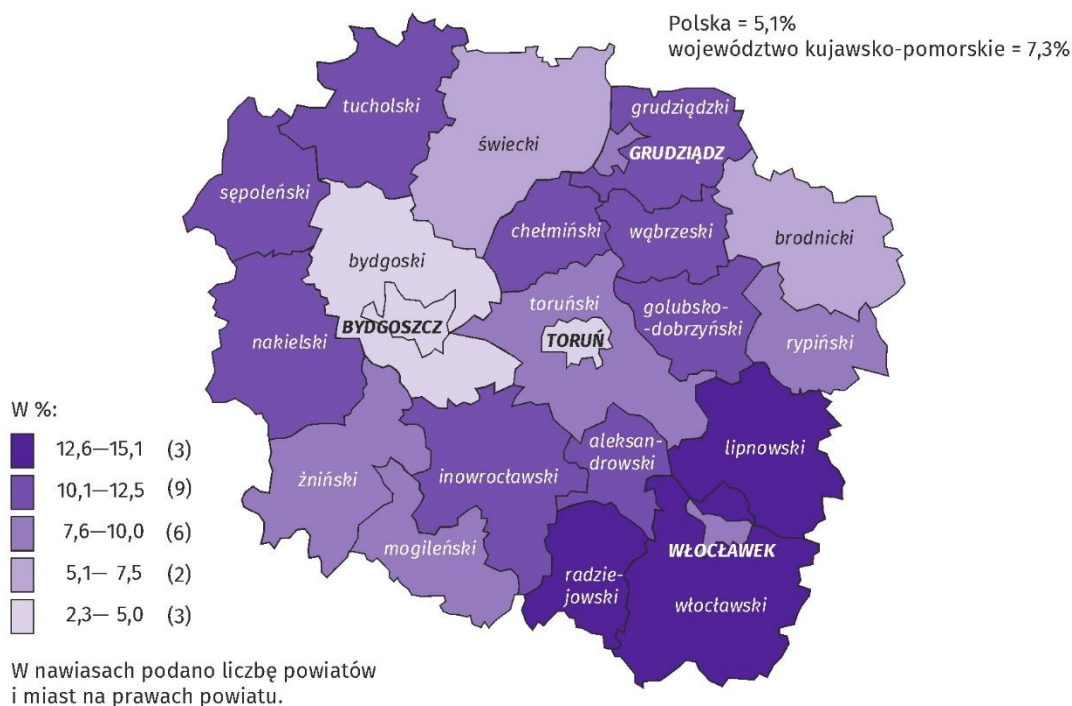 Polska = 5,1%
województwo kujawsko-pomorskie = 7,3%
tucholski
grudziądzki
świecki
GRUDZIĄDZ
sępoleński
chełmiński
wąbrzeski
brodnicki
bydgoski
toruński
golubsko-
-dobrzyński
BYDGOSZCZ
TORUŃ
nakielski
rypiński
aleksan-
drowski
lipnowski
żniński
inowrocławski
mogileński
WŁOCŁAWEK
radzie-
jowski
włocławski
W %:
12,6—15,1 (3)
10,1—12,5 (9)
7,6—10,0 (6)
5,1— 7,5 (2)
2,3— 5,0 (3)
W nawiasach podano liczbę powiatów
i miast na prawach powiatu.